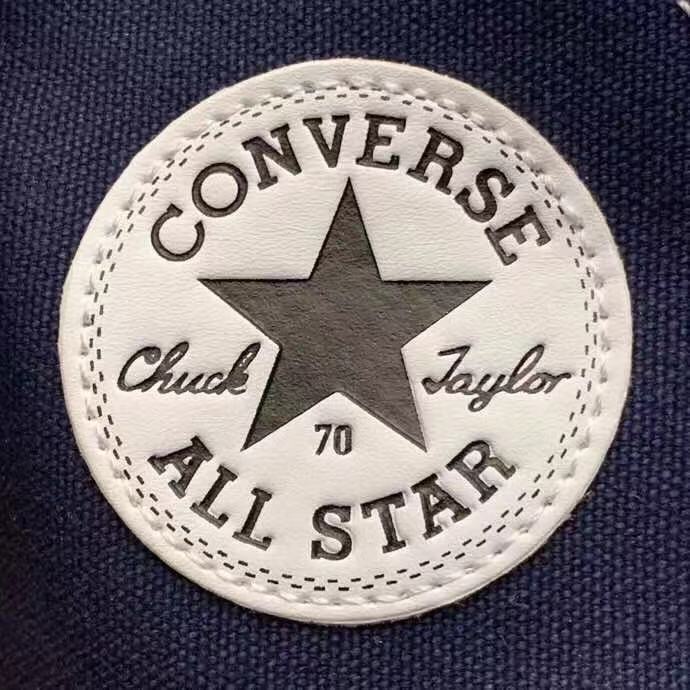 CONVERSE
Chuck Taylor
70
ALL STAR